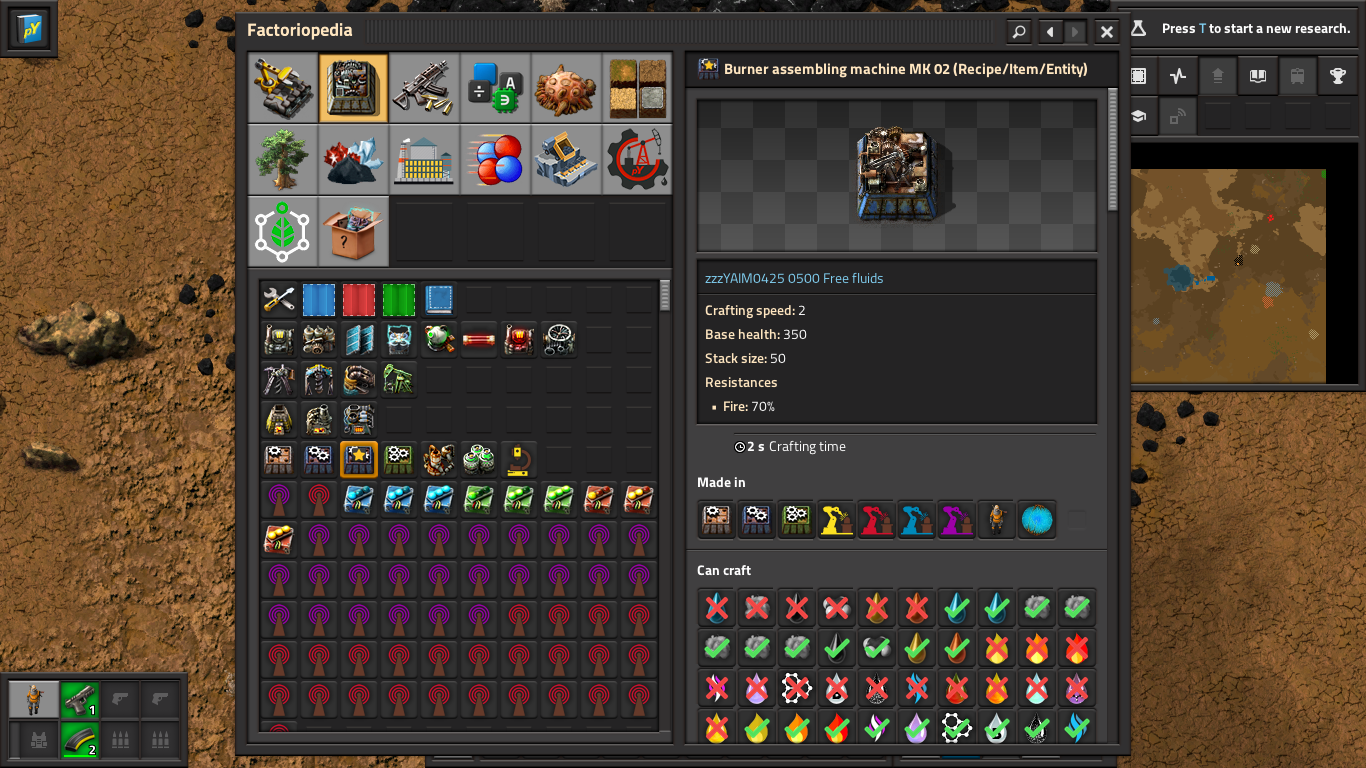 pY
Factoriopedia
Press T to start a new research.
A
Burner assembling machine MK 02 (Recipe/Item/Entity)
zzzYAIM0425 0500 Free fluids
Crafting speed: 2
Base health: 350
Stack size: 50
Resistances
Fire: 70%
2 s Crafting time
Made in
Can craft
?
1
2